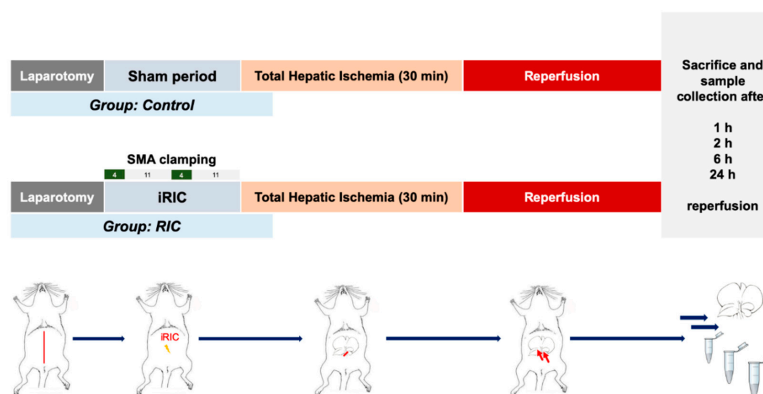 Laparotomy
Sham period
Total Hepatic Ischemia (30 min)
Reperfusion
Group: Control
SMA clamping
4 11 4 11
Laparotomy
iRIC
Total Hepatic Ischemia (30 min)
Reperfusion
Group: RIC
Sacrifice and
sample
collection after
1 h
2 h
6 h
24 h
reperfusion
iRIC